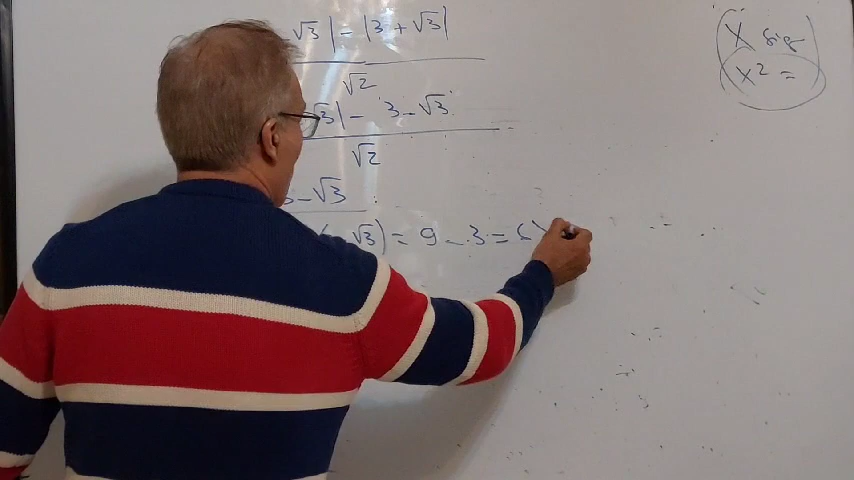 √3| - |3 + √3|
√2
√3| - 3 - √3
√2
- √3
√3) = 9 - 3 = 6
X
x² =